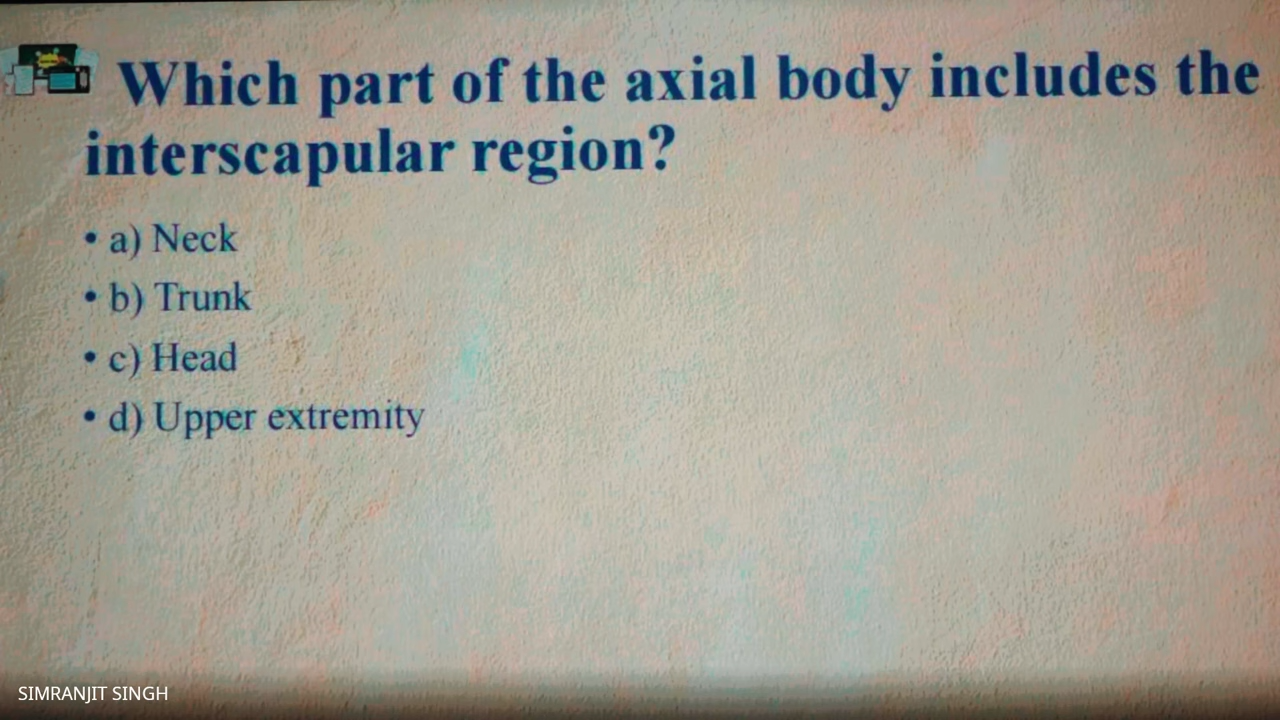 Which part of the axial body includes the
interscapular region?
• a) Neck
• b) Trunk
• c) Head
• d) Upper extremity
SIMRANJIT SINGH